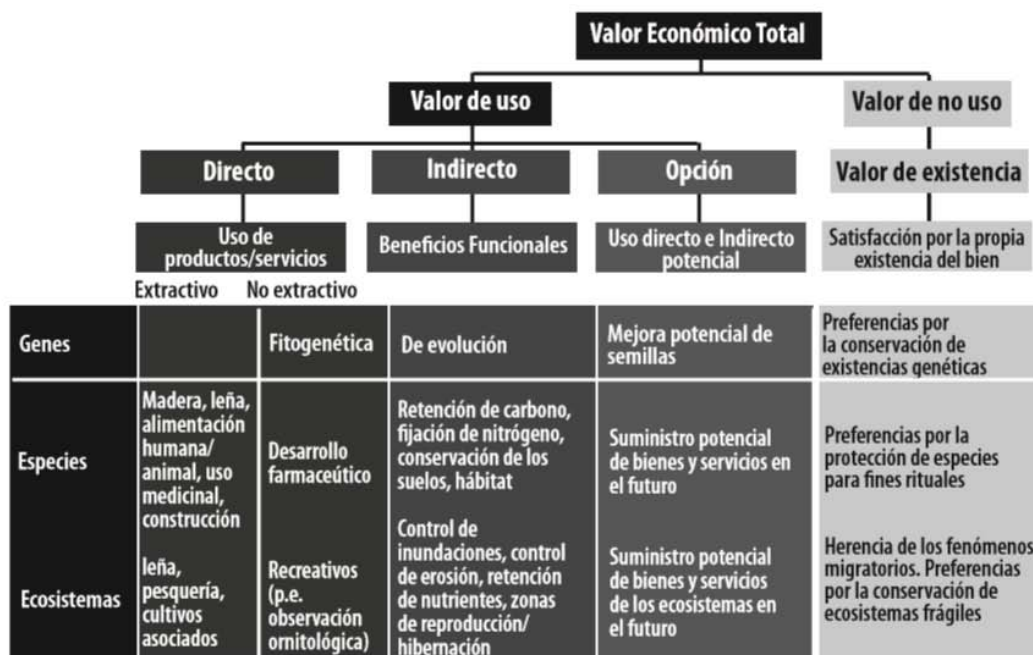 Valor Económico Total
Valor de uso
Valor de no uso
Directo
Indirecto
Opción
Valor de existencia
Uso de
productos/servicios
Beneficios Funcionales
Uso directo e Indirecto
potencial
Satisfacción por la propia
existencia del bien
Extractivo
No extractivo
Genes
Fitogenética
De evolución
Mejora potencial de
semillas
Preferencias por
la conservación de
existencias genéticas
Especies
Madera, leña,
alimentación
humana/
animal, uso
medicinal,
construcción
Desarrollo
farmaceútico
Retención de carbono,
fijación de nitrógeno,
conservación de los
suelos, hábitat
Suministro potencial
de bienes y servicios en
el futuro
Preferencias por la
protección de especies
para fines rituales
Ecosistemas
leña,
pesquería,
cultivos
asociados
Recreativos
(p.e.
observación
ornitológica)
Control de
inundaciones, control
de erosión, retención
de nutrientes, zonas
de reproducción/
hibernación
Suministro potencial
de bienes y servicios
de los ecosistemas en
el futuro
Herencia de los fenómenos
migratorios. Preferencias
por la conservación de
ecosistemas frágiles